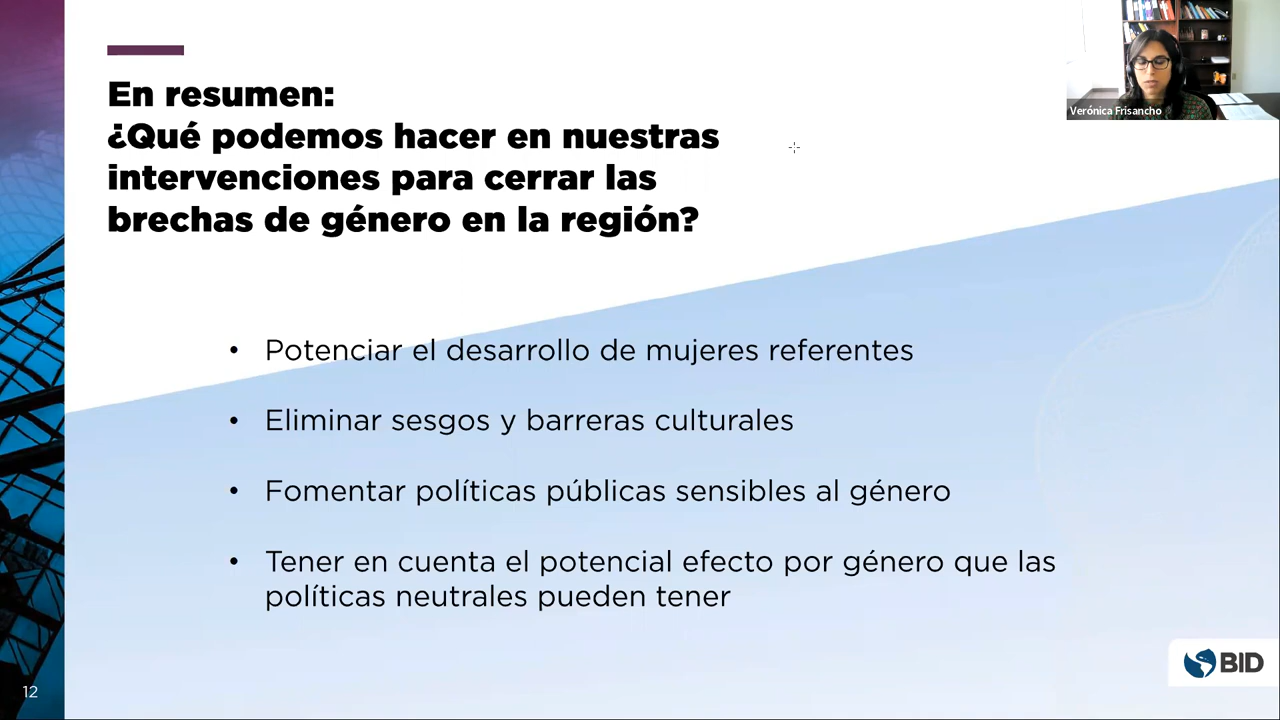 En resumen:
¿Qué podemos hacer en nuestras
intervenciones para cerrar las
brechas de género en la región?
Verónica Frisancho
• Potenciar el desarrollo de mujeres referentes
• Eliminar sesgos y barreras culturales
• Fomentar políticas públicas sensibles al género
• Tener en cuenta el potencial efecto por género que las
políticas neutrales pueden tener
BID
12